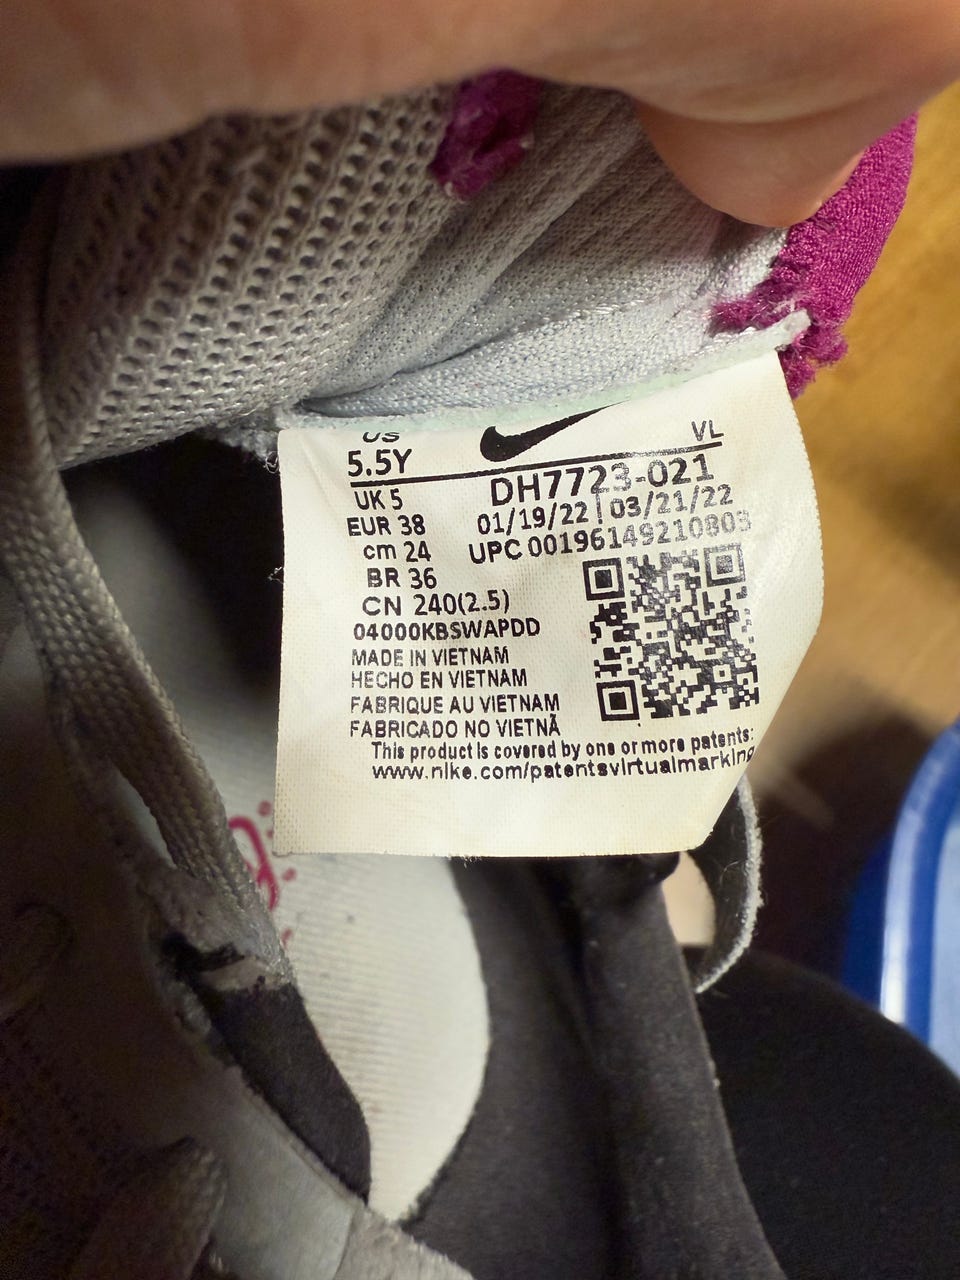 US
5.5Y
UK 5
EUR 38
cm 24
BR 36
CN 240(2.5)
VL
DH7723-021
01/19/22 | 03/21/22
UPC 00196149210803
04000KBSWAPDD
MADE IN VIETNAM
HECHO EN VIETNAM
FABRIQUE AU VIETNAM
FABRICADO NO VIETNÃ
This product is covered by one or more patents:
www.nike.com/patentsvirtualmarking